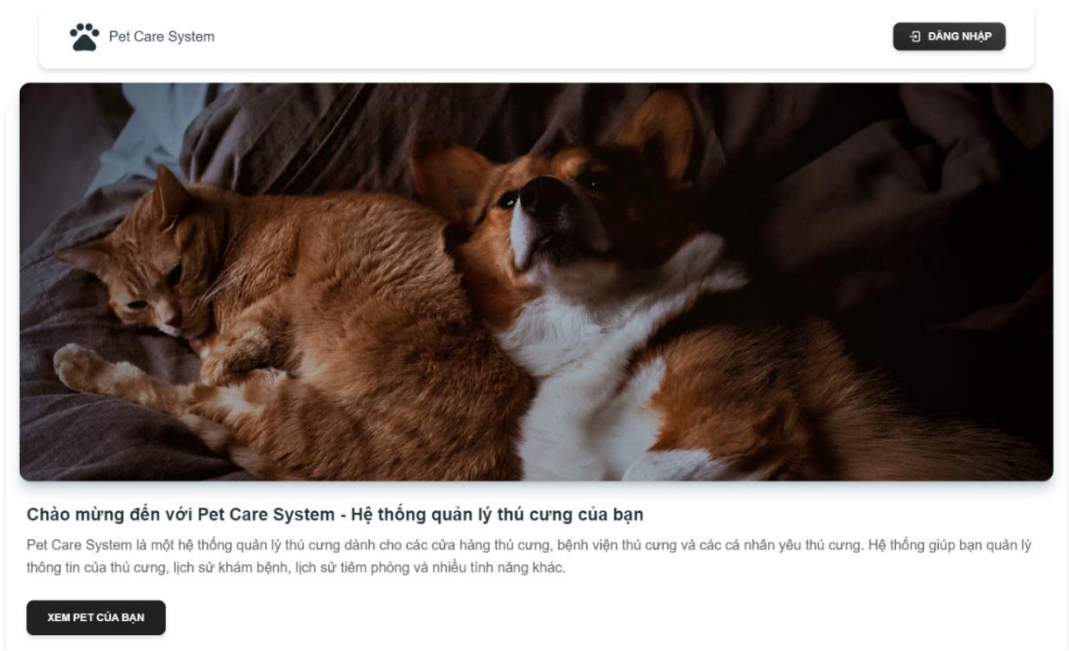 Pet Care System
ĐĂNG NHẬP
Chào mừng đến với Pet Care System - Hệ thống quản lý thú cưng của bạn
Pet Care System là một hệ thống quản lý thú cưng dành cho các cửa hàng thú cưng, bệnh viện thú cưng và các cá nhân yêu thú cưng. Hệ thống giúp bạn quản lý
thông tin của thú cưng, lịch sử khám bệnh, lịch sử tiêm phòng và nhiều tính năng khác.
XEM PET CỦA BẠN